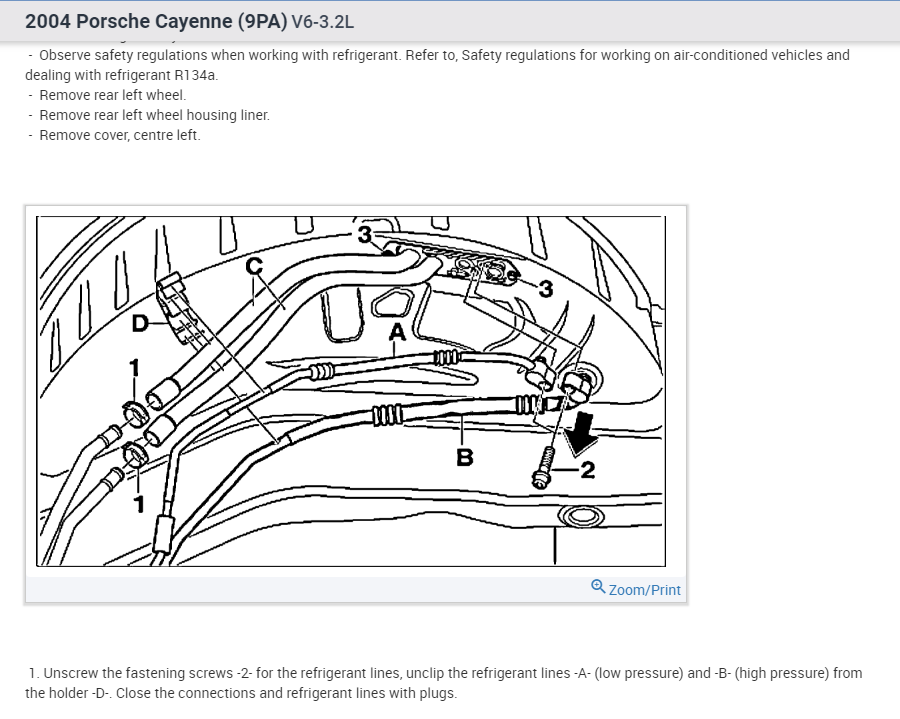 2004 Porsche Cayenne (9PA) V6-3.2L
- Observe safety regulations when working with refrigerant. Refer to, Safety regulations for working on air-conditioned vehicles and
dealing with refrigerant R134a.
- Remove rear left wheel.
- Remove rear left wheel housing liner.
- Remove cover, centre left.
3
C
3
D
A
1
B
2
1
Zoom/Print
1. Unscrew the fastening screws -2- for the refrigerant lines, unclip the refrigerant lines -A- (low pressure) and -B- (high pressure) from
the holder -D-. Close the connections and refrigerant lines with plugs.